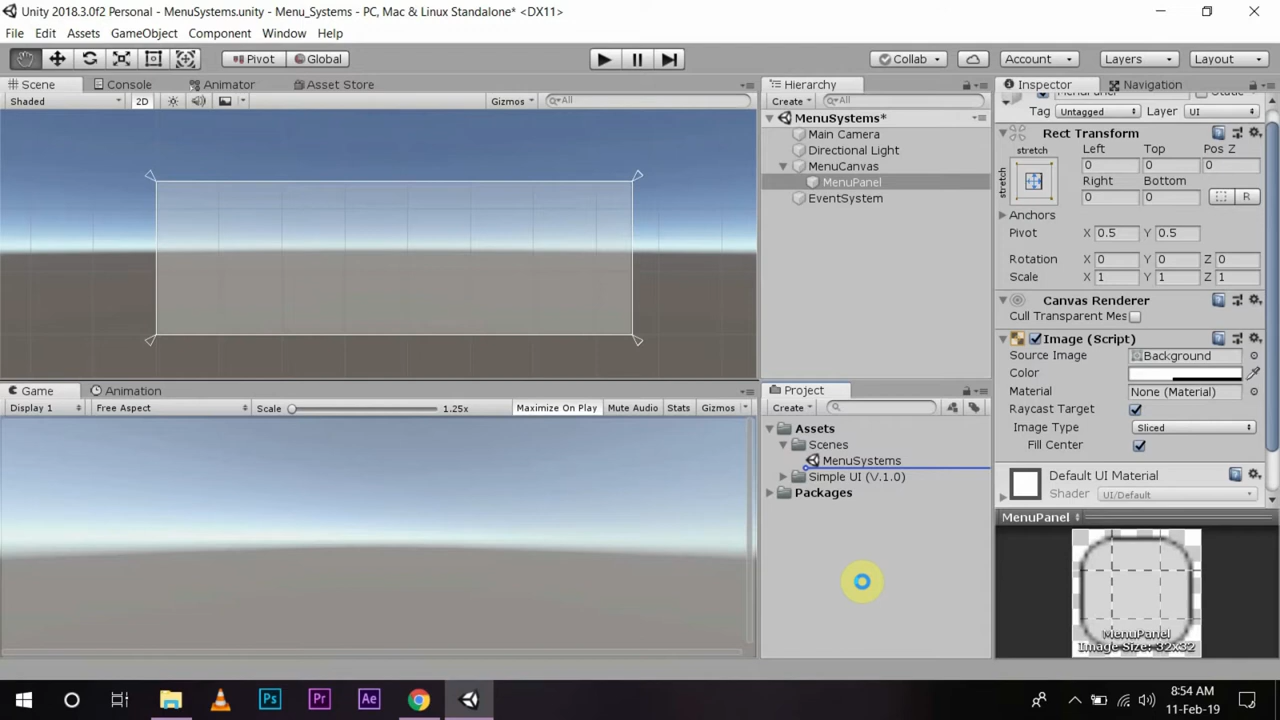 Unity 2018.3.0f2 Personal - MenuSystems.unity - Menu_Systems - PC, Mac & Linux Standalone* <DX11>
File Edit Assets GameObject Component Window Help
Pivot Global Collab Account Layers Layout
Scene Console Animator Asset Store
Shaded 2D Gizmos All
Hierarchy
Create All
MenuSystems*
Main Camera
Directional Light
MenuCanvas
MenuPanel
EventSystem
Inspector Navigation
Tag Untagged Layer UI
Rect Transform
stretch Left Top Pos Z
stretch 0 0 0
Right Bottom
0 0 R
Anchors
Pivot X 0.5 Y 0.5
Rotation X 0 Y 0 Z 0
Scale X 1 Y 1 Z 1
Canvas Renderer
Cull Transparent Mes
Image (Script)
Source Image Background
Color
Material None (Material)
Raycast Target
Image Type Sliced
Fill Center
Default UI Material
Shader UI/Default
MenuPanel
MenuPanel
Image Size: 32x32
Game Animation
Display 1 Free Aspect Scale 1.25x Maximize On Play Mute Audio Stats Gizmos
Project
Create
Assets
Scenes
MenuSystems
Simple UI (V.1.0)
Packages
Ps Pr Ae
8:54 AM
11-Feb-19